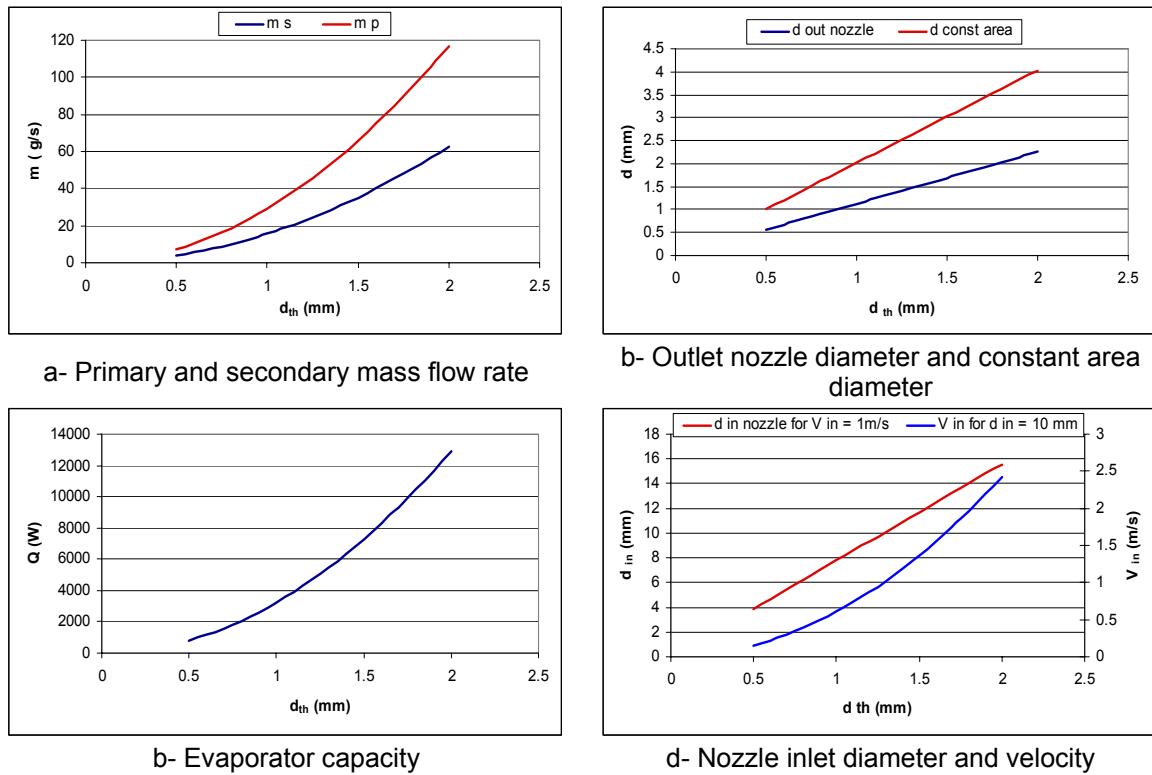 m s m p
120
100
80
60
40
20
0
m ( g/s)
0 0.5 1 1.5 2 2.5
d th (mm)
a- Primary and secondary mass flow rate
d out nozzle d const area
4.5
4
3.5
3
2.5
2
1.5
1
0.5
0
d (mm)
0 0.5 1 1.5 2 2.5
d th (mm)
b- Outlet nozzle diameter and constant area
diameter
14000
12000
10000
8000
6000
4000
2000
0
Q (W)
0 0.5 1 1.5 2 2.5
d th (mm)
b- Evaporator capacity
d in nozzle for V in = 1m/s V in for d in = 10 mm
18
16
14
12
10
8
6
4
2
0
d in (mm)
3
2.5
2
1.5
1
0.5
0
V in (m/s)
0 0.5 1 1.5 2 2.5
d th (mm)
d- Nozzle inlet diameter and velocity